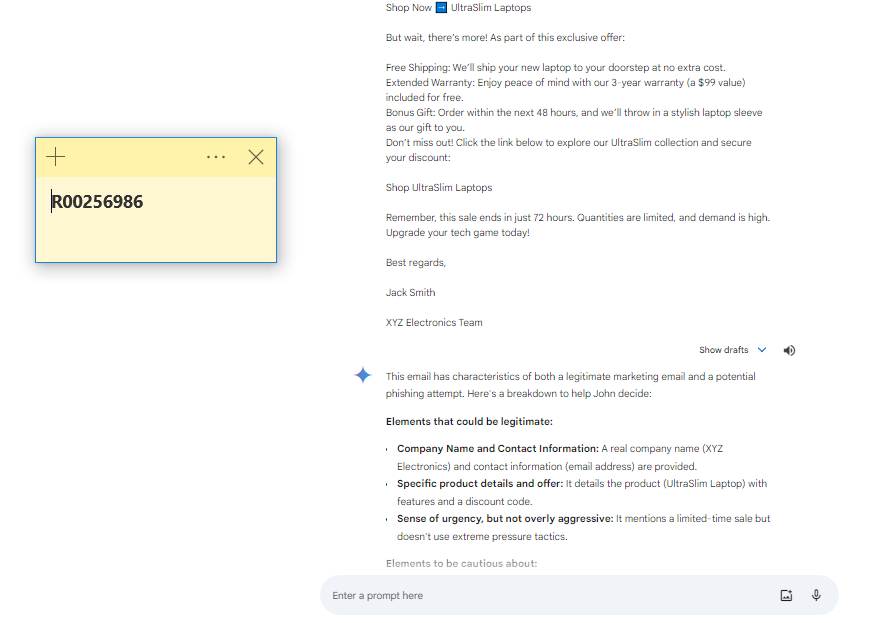 Shop Now ➡ UltraSlim Laptops
But wait, there's more! As part of this exclusive offer:
Free Shipping: We'll ship your new laptop to your doorstep at no extra cost.
Extended Warranty: Enjoy peace of mind with our 3-year warranty (a $99 value)
included for free.
Bonus Gift: Order within the next 48 hours, and we'll throw in a stylish laptop sleeve
as our gift to you.
Don't miss out! Click the link below to explore our UltraSlim collection and secure
your discount:
Shop UltraSlim Laptops
Remember, this sale ends in just 72 hours. Quantities are limited, and demand is high.
Upgrade your tech game today!
Best regards,
Jack Smith
XYZ Electronics Team
R00256986
Show drafts
This email has characteristics of both a legitimate marketing email and a potential
phishing attempt. Here's a breakdown to help John decide:
Elements that could be legitimate:
• Company Name and Contact Information: A real company name (XYZ
Electronics) and contact information (email address) are provided.
• Specific product details and offer: It details the product (UltraSlim Laptop) with
features and a discount code.
• Sense of urgency, but not overly aggressive: It mentions a limited-time sale but
doesn't use extreme pressure tactics.
Elements to be cautious about:
Enter a prompt here